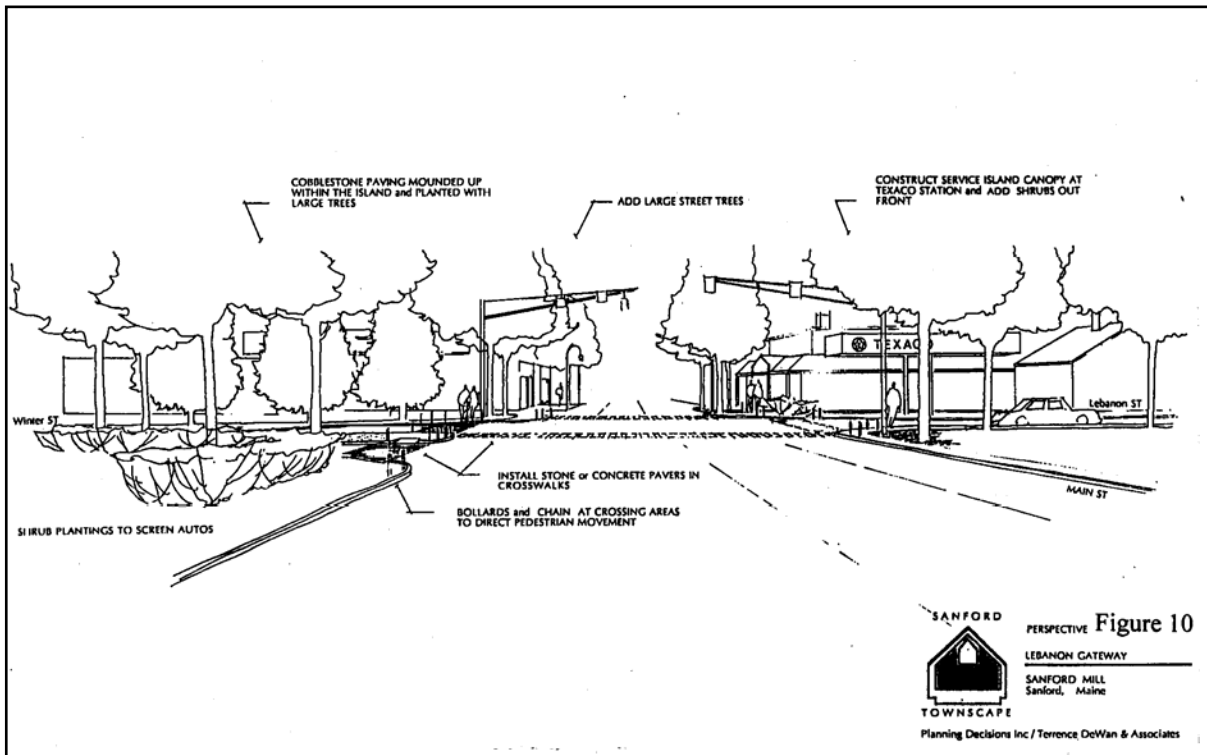 COBBLESTONE PAVING MOUNDED UP
WITHIN THE ISLAND and PLANTED WITH
LARGE TREES
ADD LARGE STREET TREES
CONSTRUCT SERVICE ISLAND CANOPY AT
TEXACO STATION and ADD SHRUBS OUT
FRONT
TEXACO
Winter ST
Lebanon ST
MAIN ST
INSTALL STONE or CONCRETE PAVERS IN
CROSSWALKS
BOLLARDS and CHAIN AT CROSSING AREAS
TO DIRECT PEDESTRIAN MOVEMENT
SHRUB PLANTINGS TO SCREEN AUTOS
SANFORD
TOWNSCAPE
PERSPECTIVE Figure 10
LEBANON GATEWAY
SANFORD MILL
Sanford, Maine
Planning Decisions Inc / Terrence DeWan & Associates